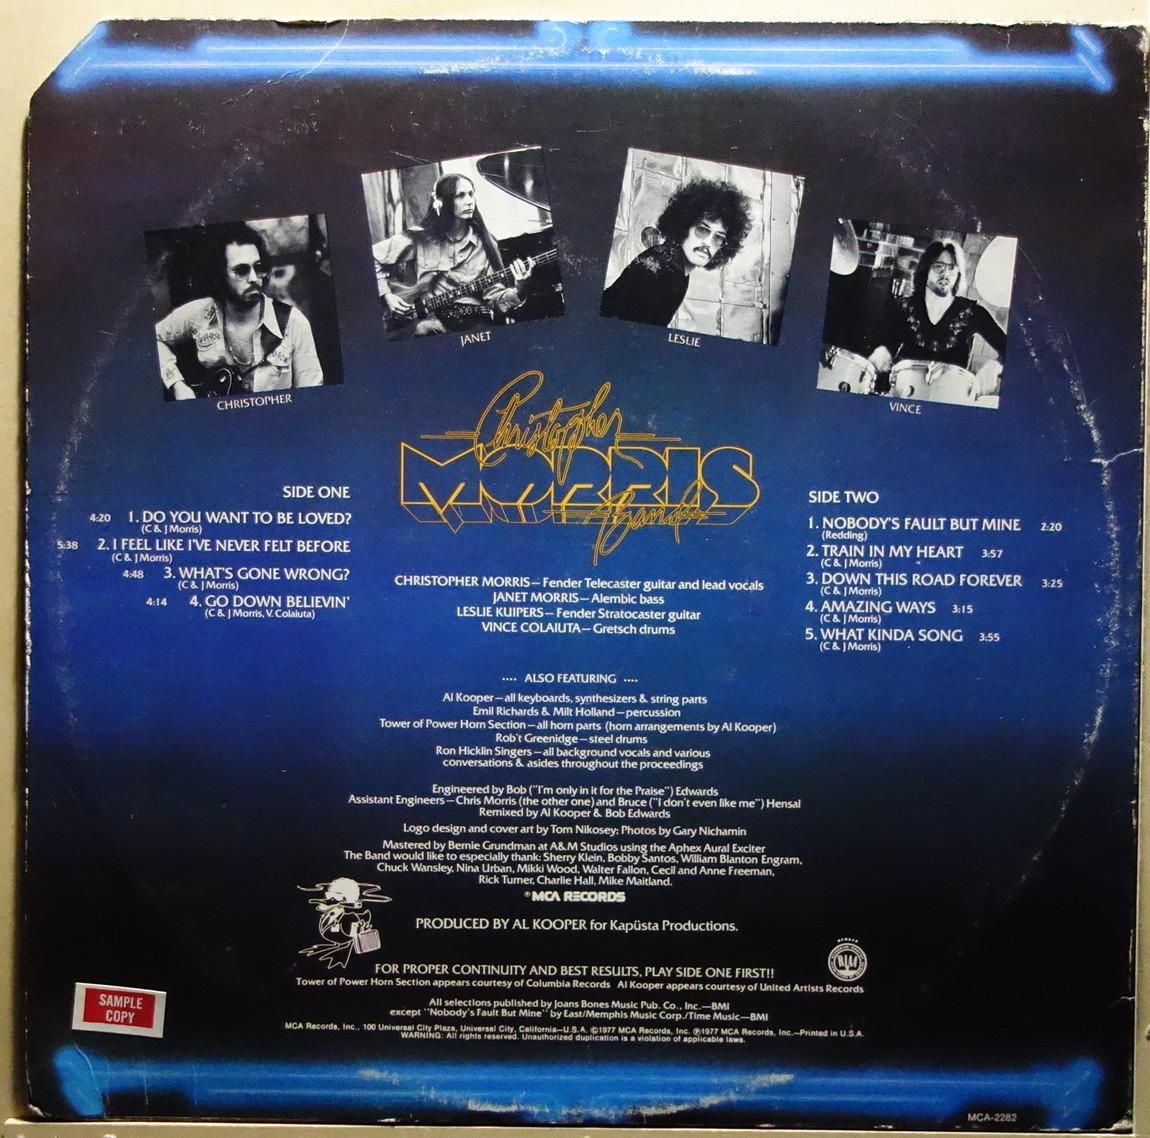 CHRISTOPHER
JANET
LESLIE
VINCE
Christopher
MORRIS
Band
SIDE ONE
4:20 1. DO YOU WANT TO BE LOVED?
(C & J Morris)
5:38 2. I FEEL LIKE I'VE NEVER FELT BEFORE
(C & J Morris)
4:48 3. WHAT'S GONE WRONG?
(C & J Morris)
4:14 4. GO DOWN BELIEVIN'
(C & J Morris, V. Colaiuta)
SIDE TWO
1. NOBODY'S FAULT BUT MINE 2:20
(Redding)
2. TRAIN IN MY HEART 3:57
(C & J Morris)
3. DOWN THIS ROAD FOREVER 3:25
(C & J Morris)
4. AMAZING WAYS 3:15
(C & J Morris)
5. WHAT KINDA SONG 3:55
(C & J Morris)
CHRISTOPHER MORRIS—Fender Telecaster guitar and lead vocals
JANET MORRIS—Alembic bass
LESLIE KUIPERS—Fender Stratocaster guitar
VINCE COLAIUTA—Gretsch drums
.... ALSO FEATURING ....
Al Kooper—all keyboards, synthesizers & string parts
Emil Richards & Milt Holland—percussion
Tower of Power Horn Section—all horn parts (horn arrangements by Al Kooper)
Rob't Greenidge—steel drums
Ron Hicklin Singers—all background vocals and various
conversations & asides throughout the proceedings
Engineered by Bob ("I'm only in it for the Praise") Edwards
Assistant Engineers—Chris Morris (the other one) and Bruce ("I don't even like me") Hensal
Remixed by Al Kooper & Bob Edwards
Logo design and cover art by Tom Nikosey; Photos by Gary Nichamin
Mastered by Bernie Grundman at A&M Studios using the Aphex Aural Exciter
The Band would like to especially thank: Sherry Klein, Bobby Santos, William Blanton Engram,
Chuck Wansley, Nina Urban, Mikki Wood, Walter Fallon, Cecil and Anne Freeman,
Rick Turner, Charlie Hall, Mike Maitland.
MCA RECORDS
PRODUCED BY AL KOOPER for Kapüsta Productions.
FOR PROPER CONTINUITY AND BEST RESULTS, PLAY SIDE ONE FIRST!!
Tower of Power Horn Section appears courtesy of Columbia Records Al Kooper appears courtesy of United Artists Records
SAMPLE
COPY
All selections published by Joans Bones Music Pub. Co., Inc.—BMI
except "Nobody's Fault But Mine" by East/Memphis Music Corp./Time Music—BMI
MCA Records, Inc., 100 Universal City Plaza, Universal City, California—U.S.A. ©1977 MCA Records, Inc. ℗1977 MCA Records, Inc.—Printed in U.S.A.
WARNING: All rights reserved. Unauthorized duplication is a violation of applicable laws.
MCA-2282